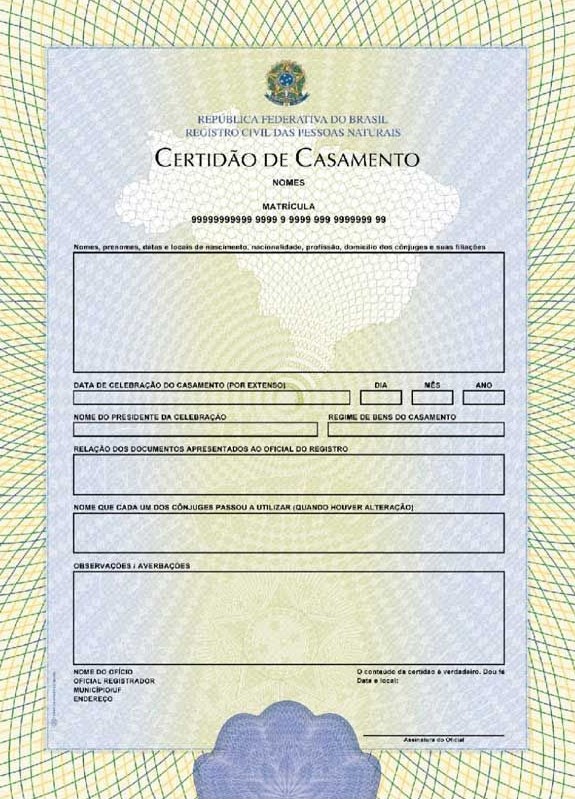 REPÚBLICA FEDERATIVA DO BRASIL
REGISTRO CIVIL DAS PESSOAS NATURAIS
CERTIDÃO DE CASAMENTO
NOMES
MATRÍCULA
99999999999 9999 9 9999 999 9999999 99
Nomes, prenomes, datas e locais de nascimento, nacionalidade, profissão, domicílio dos cônjuges e suas filiações
DATA DE CELEBRAÇÃO DO CASAMENTO (POR EXTENSO) DIA MÊS ANO
NOME DO PRESIDENTE DA CELEBRAÇÃO REGIME DE BENS DO CASAMENTO
RELAÇÃO DOS DOCUMENTOS APRESENTADOS AO OFICIAL DO REGISTRO
NOME QUE CADA UM DOS CÔNJUGES PASSOU A UTILIZAR (QUANDO HOUVER ALTERAÇÃO)
OBSERVAÇÕES / AVERBAÇÕES
NOME DO OFÍCIO
OFICIAL REGISTRADOR
MUNICÍPIO/UF
ENDEREÇO
O conteúdo da certidão é verdadeiro. Dou fé
Data e local:
Assinatura do Oficial